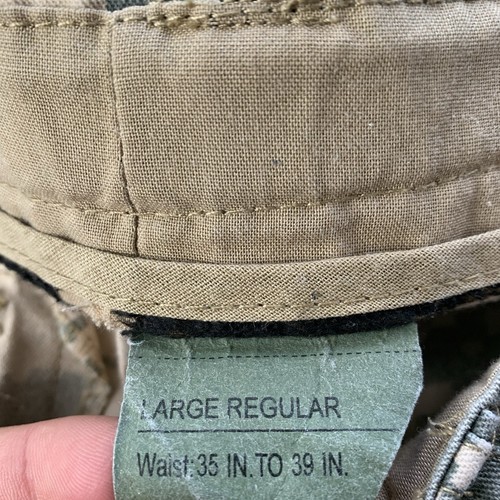 LARGE REGULAR
Waist:35 IN.TO 39 IN.